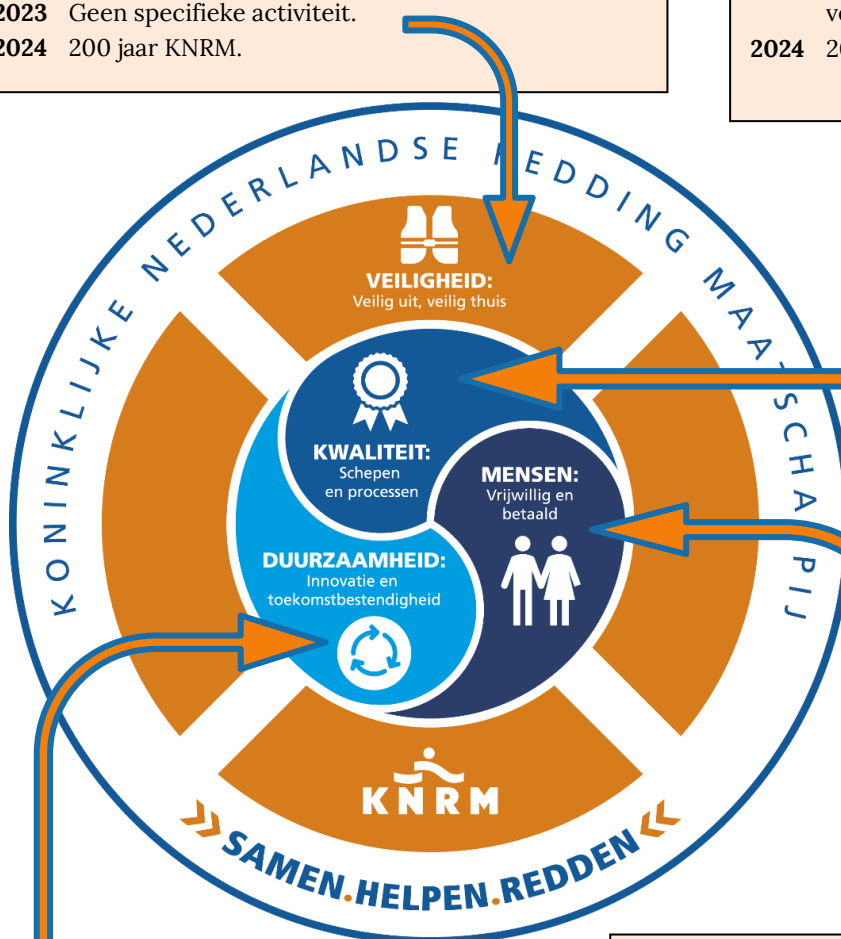 2023 Geen specifieke activiteit.
2024 200 jaar KNRM.
2024
KONINKLIJKE NEDERLANDSE REDDING MAATSCHAPPIJ
VEILIGHEID:
Veilig uit, veilig thuis
KWALITEIT:
Schepen
en processen
MENSEN:
Vrijwillig en
betaald
DUURZAAMHEID:
Innovatie en
toekomstbestendigheid
KNRM
SAMEN.HELPEN.REDDEN